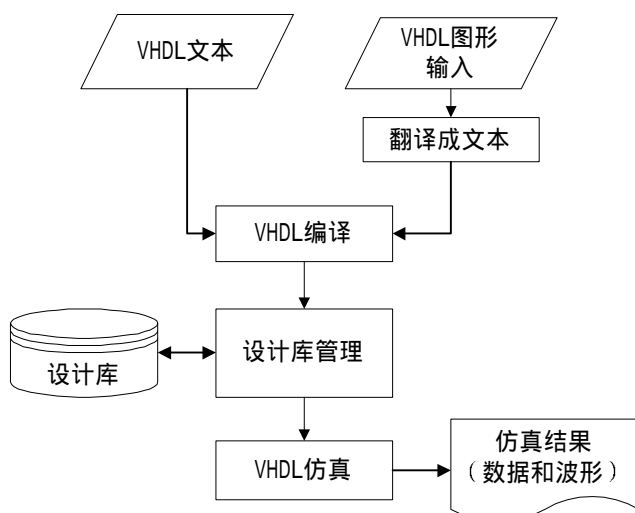 VHDL文本
VHDL图形
输入
翻译成文本
VHDL编译
设计库
设计库管理
VHDL仿真
仿真结果
（数据和波形）